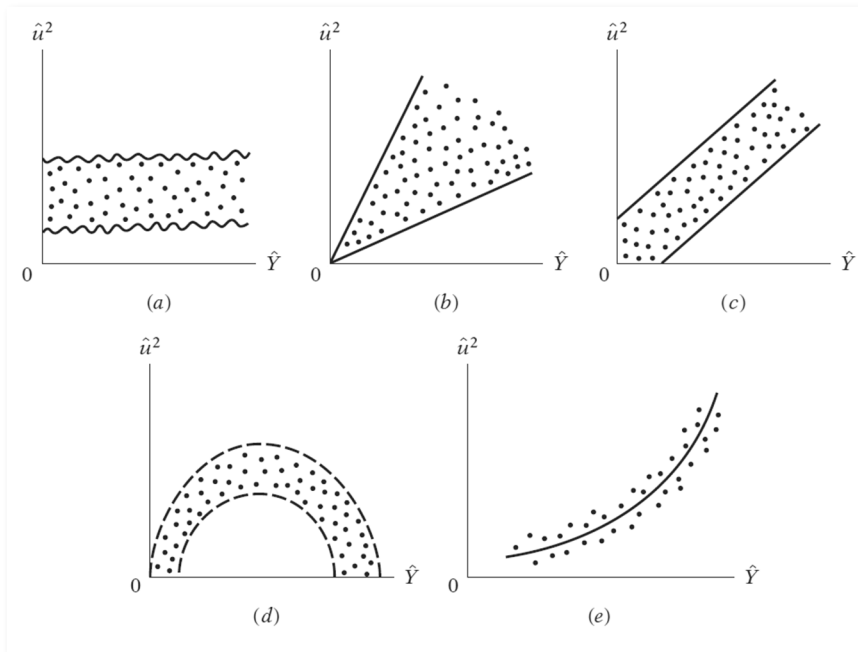 û² û² û²
0 Ŷ 0 Ŷ 0 Ŷ
(a) (b) (c)
û² û²
0 Ŷ 0 Ŷ
(d) (e)